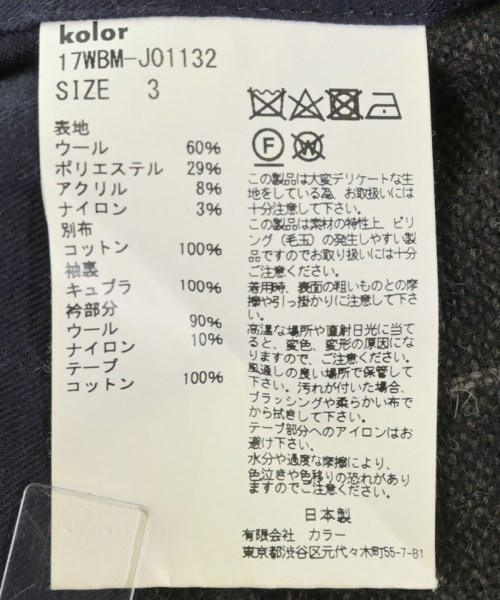 kolor
17WBM-J01132
SIZE 3
表地
ウール 60%
ポリエステル 29%
アクリル 8%
ナイロン 3%
別布
コットン 100%
袖裏
キュプラ 100%
衿部分
ウール 90%
ナイロン 10%
テープ
コットン 100%
F W
この製品は大変デリケートな生
地をしている為、お取扱いには
十分注意して下さい。
この製品は素材の特性上、ピリ
ング（毛玉）の発生しやすい製
品ですのでお取り扱いには十分
ご注意ください。
着用時、表面の粗いものとの摩
擦や引っ掛かりに注意して下さ
い。
高温な場所や直射日光に当て
ると、変色、変形の原因にな
りますので、ご注意ください。
風通しの良い場所で保管して
下さい。汚れが付いた場合、
ブラッシングや柔らかい布で
から拭きして下さい。
テープ部分へのアイロンはお
避け下さい。
水分や過度な摩擦により、
色泣きや色移りの恐れがあり
ますのでご注意ください。
日本製
有限会社 カラー
東京都渋谷区元代々木町55-7-B1